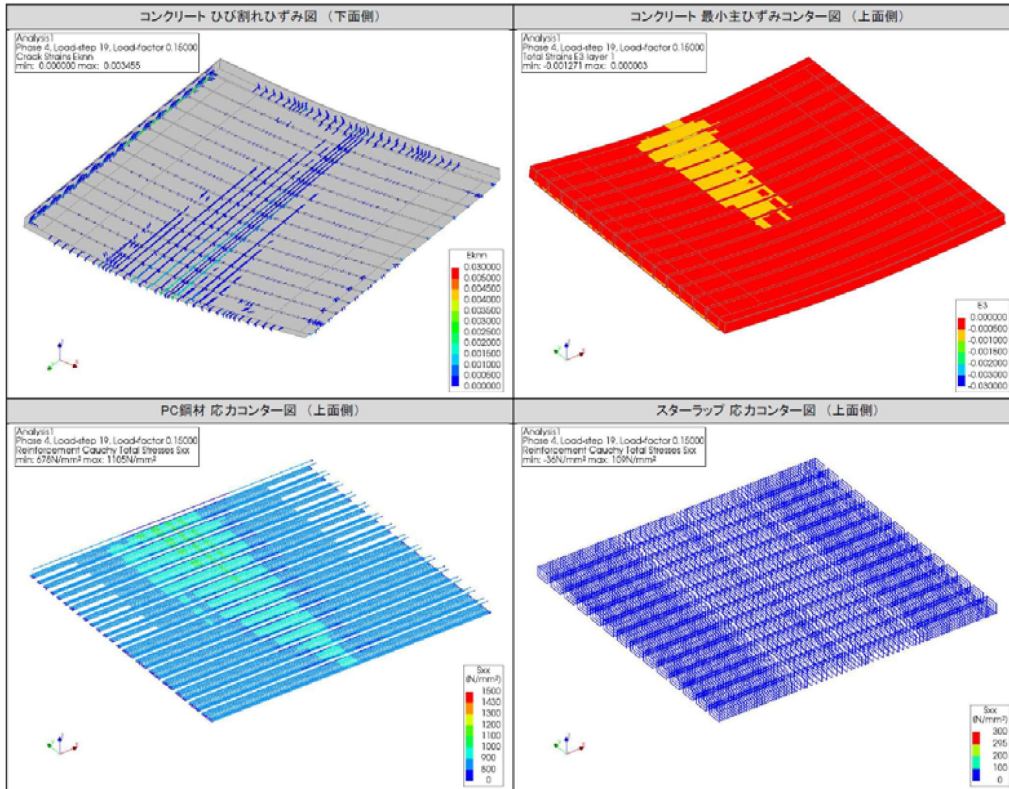 コンクリート ひび割れひずみ図 (下面側)
Analysis1
Phase 4, Load-step 19, Load-factor 0.15000
Crack Strains Eknn
min: 0.000000 max: 0.003455
Eknn
0.030000
0.005000
0.004500
0.004000
0.003500
0.003000
0.002500
0.002000
0.001500
0.001000
0.000500
0.000000
コンクリート 最小主ひずみコンター図 (上面側)
Analysis1
Phase 4, Load-step 19, Load-factor 0.15000
Total Strains E3 layer 1
min: -0.001271 max: 0.000003
E3
0.000000
-0.000500
-0.001000
-0.001500
-0.002000
-0.003000
-0.030000
PC鋼材 応力コンター図 (上面側)
Analysis1
Phase 4, Load-step 19, Load-factor 0.15000
Reinforcement Cauchy Total Stresses Sxx
min: 678N/mm² max: 1105N/mm²
Sxx
(N/mm²)
1500
1430
1300
1200
1100
1000
900
800
0
スターラップ 応力コンター図 (上面側)
Analysis1
Phase 4, Load-step 19, Load-factor 0.15000
Reinforcement Cauchy Total Stresses Sxx
min: -36N/mm² max: 109N/mm²
Sxx
(N/mm²)
300
295
200
100
0